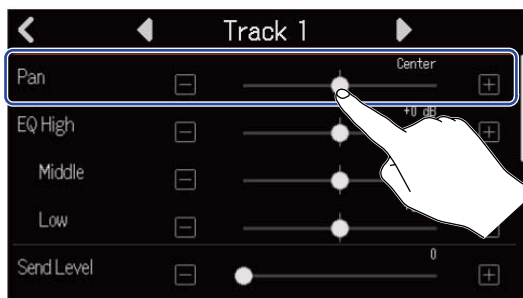 Track 1
Pan
Center
EQ High
+0 dB
Middle
Low
Send Level
0